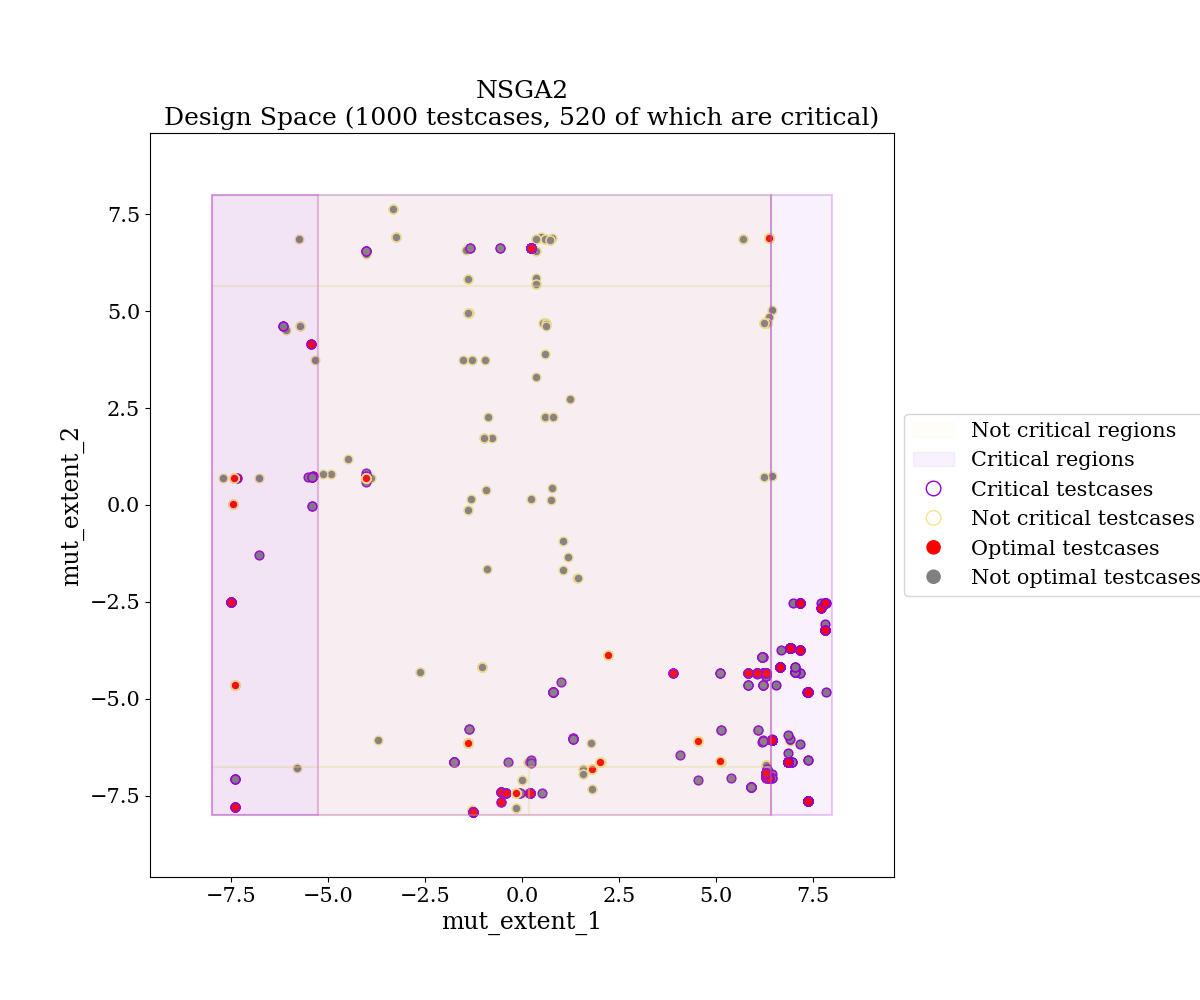 NSGA2
Design Space (1000 testcases, 520 of which are critical)
7.5
5.0
2.5
0.0
−2.5
−5.0
−7.5
mut_extent_2
−7.5
−5.0
−2.5
0.0
2.5
5.0
7.5
mut_extent_1
Not critical regions
Critical regions
Critical testcases
Not critical testcases
Optimal testcases
Not optimal testcases